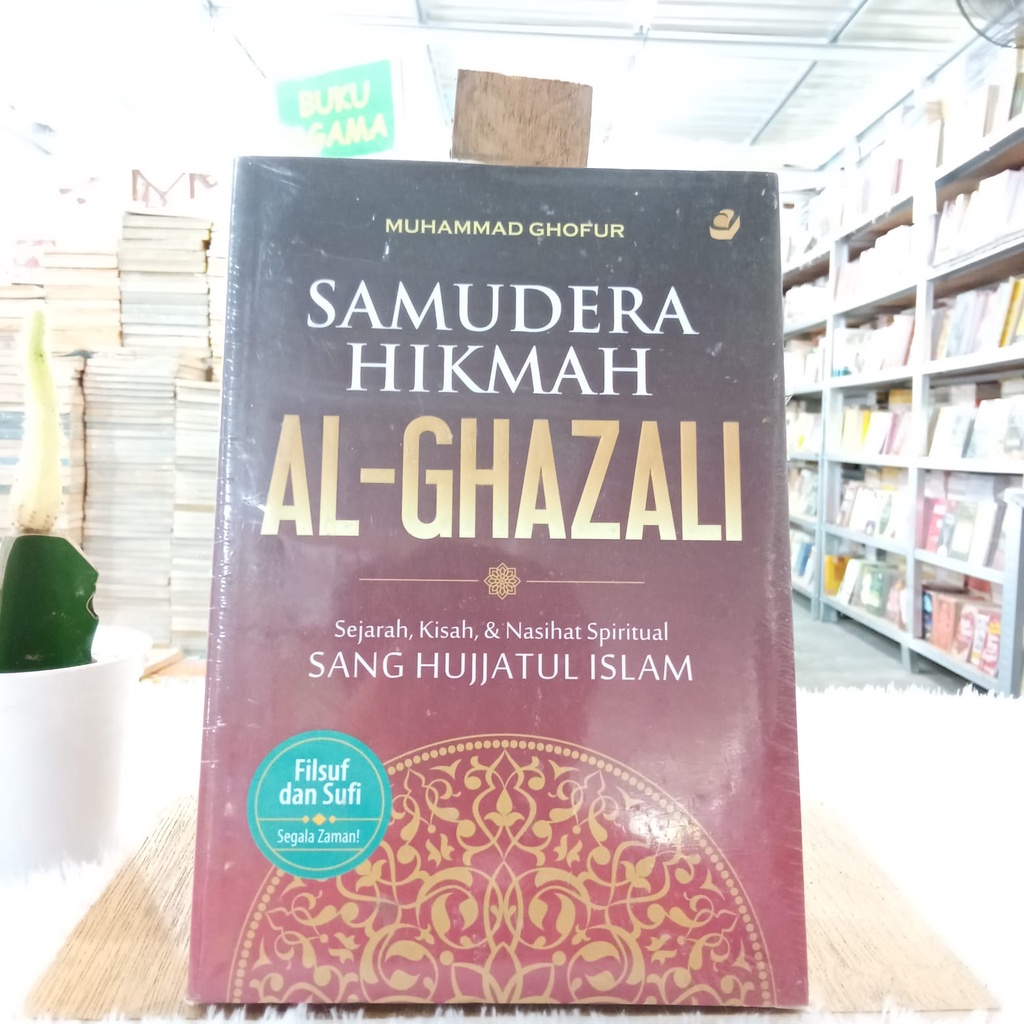 BUKU
AGAMA
MUHAMMAD GHOFUR
SAMUDERA
HIKMAH
AL-GHAZALI
Sejarah, Kisah, & Nasihat Spiritual
SANG HUJJATUL ISLAM
Filsuf
dan Sufi
Segala Zaman!